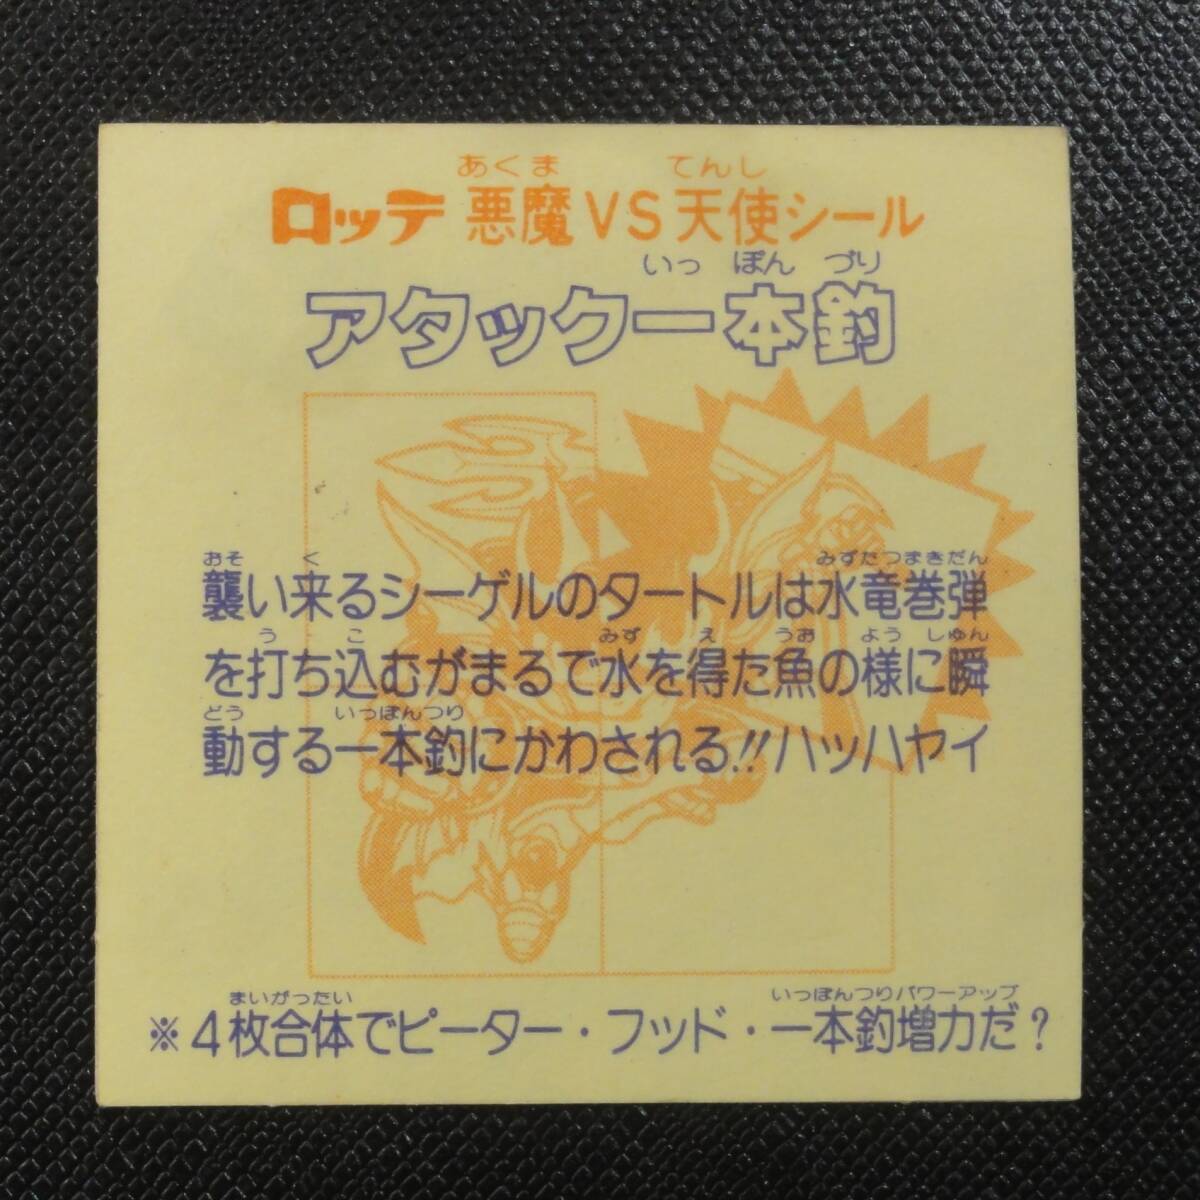 あくま てんし
ロッテ 悪魔VS天使シール
いっ ぽん づり
アタック一本釣
おそ く みずたつまきだん
襲い来るシーゲルのタートルは水竜巻弾
う こ みず え うお よう しゅん
を打ち込むがまるで水を得た魚の様に瞬
どう いっぽんつり
動する一本釣にかわされる!!ハッハヤイ
まいがったい いっぽんつりパワーアップ
※4枚合体でピーター・フッド・一本釣増力だ?